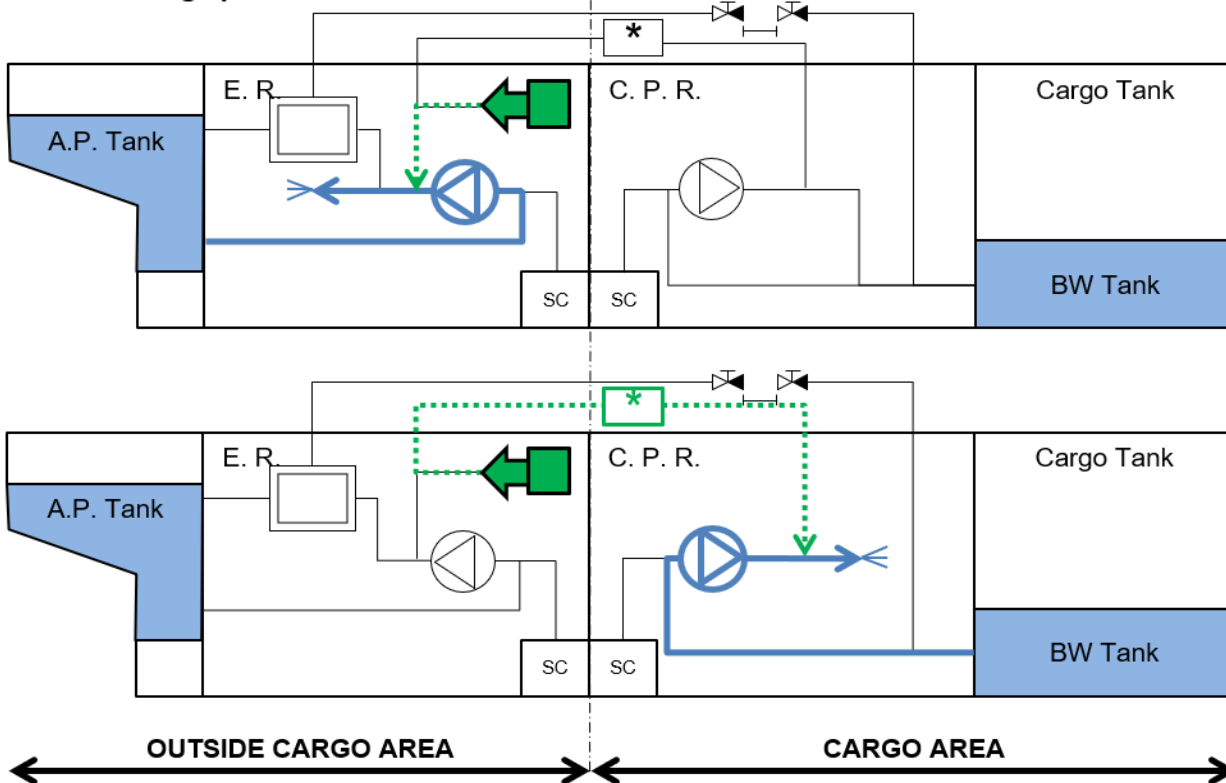 *
E. R.
C. P. R.
Cargo Tank
A.P. Tank
BW Tank
SC
SC
*
E. R.
C. P. R.
Cargo Tank
A.P. Tank
BW Tank
SC
SC
OUTSIDE CARGO AREA
CARGO AREA